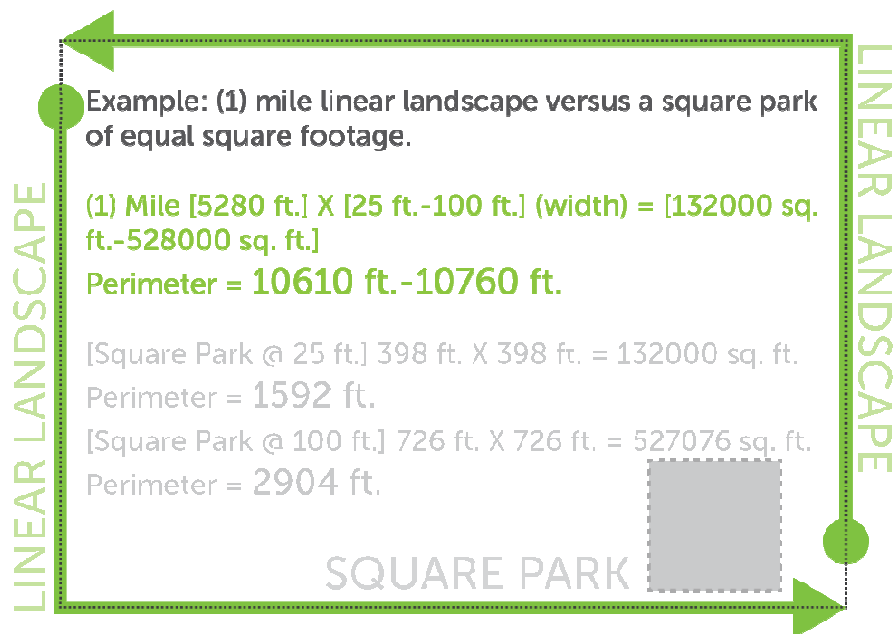 Example: (1) mile linear landscape versus a square park
of equal square footage.
(1) Mile [5280 ft.] X [25 ft.-100 ft.] (width) = [132000 sq.
ft.-528000 sq. ft.]
Perimeter = 10610 ft.-10760 ft.
[Square Park @ 25 ft.] 398 ft. X 398 ft. = 132000 sq. ft.
Perimeter = 1592 ft.
[Square Park @ 100 ft.] 726 ft. X 726 ft. = 527076 sq. ft.
Perimeter = 2904 ft.
SQUARE PARK
LINEAR LANDSCAPE
LINEAR LANDSCAPE